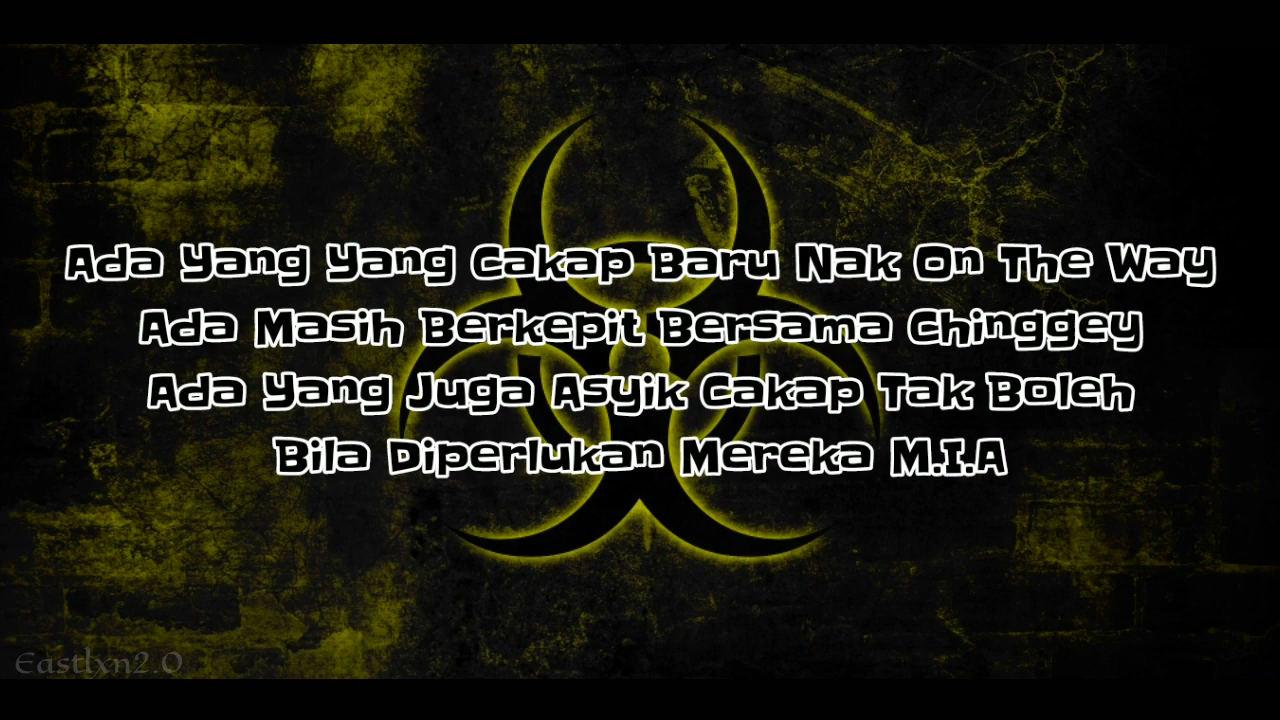 Ada Yang Yang Cakap Baru Nak On The Way
Ada Masih Berkepit Bersama Chinggey
Ada Yang Juga Asyik Cakap Tak Boleh
Bila Diperlukan Mereka M.I.A
Eastlxn2.0